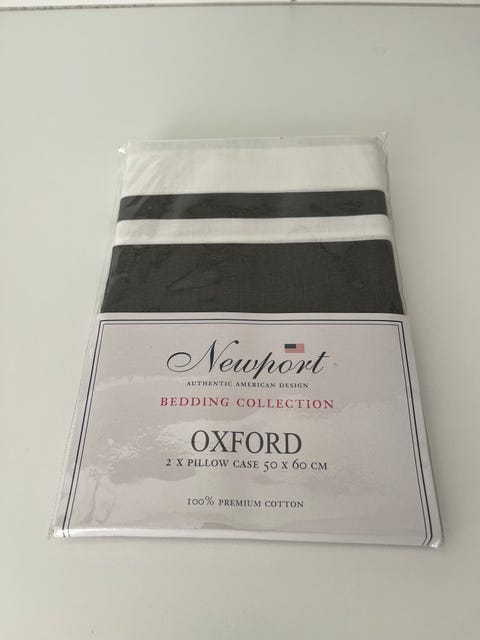 Newport
AUTHENTIC AMERICAN DESIGN
BEDDING COLLECTION
OXFORD
2 X PILLOW CASE 50 X 60 CM
100% PREMIUM COTTON